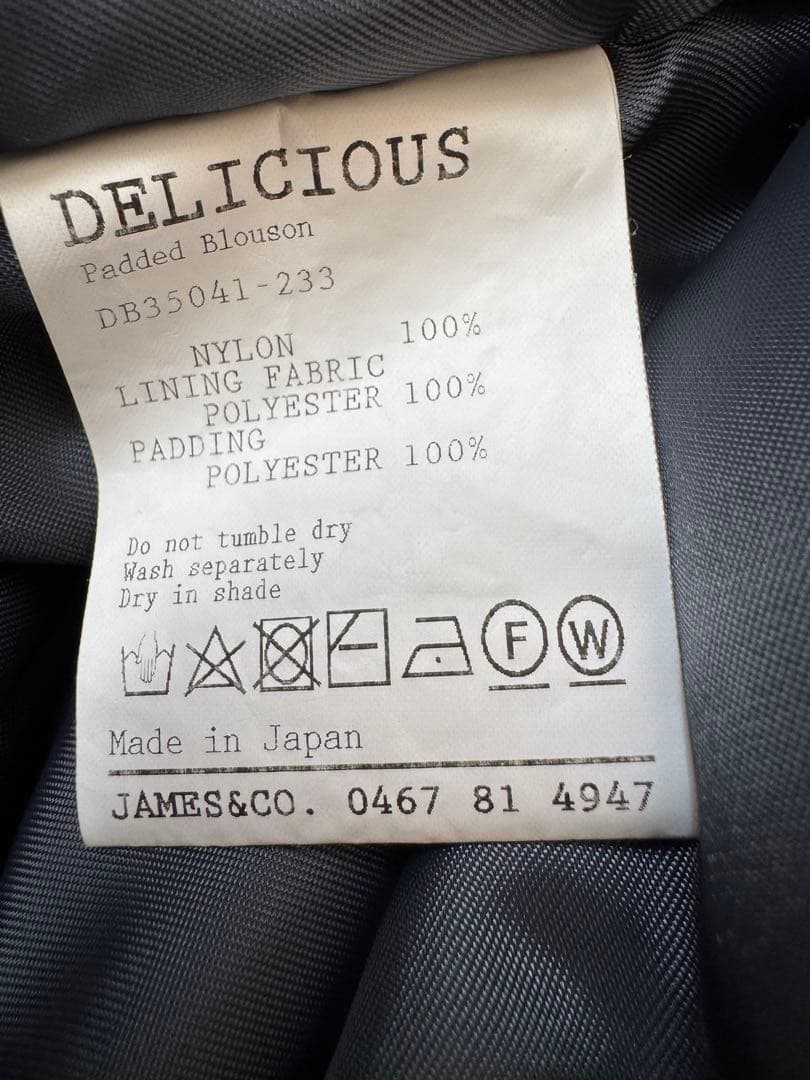 DELICIOUS
Padded Blouson
DB35041-233
NYLON 100%
LINING FABRIC
POLYESTER 100%
PADDING
POLYESTER 100%
Do not tumble dry
Wash separately
Dry in shade
F W
Made in Japan
JAMES&CO. 0467 81 4947